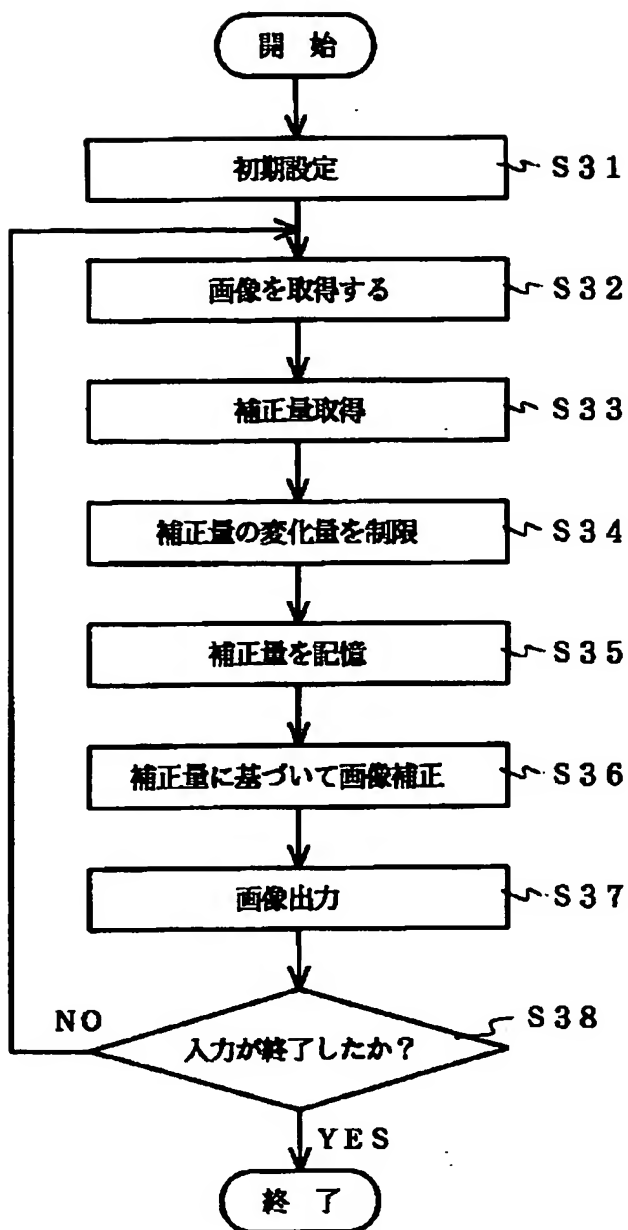 開 始
初期設定 S31
画像を取得する S32
補正量取得 S33
補正量の変化量を制限 S34
補正量を記憶 S35
補正量に基づいて画像補正 S36
画像出力 S37
NO
入力が終了したか? S38
YES
終 了